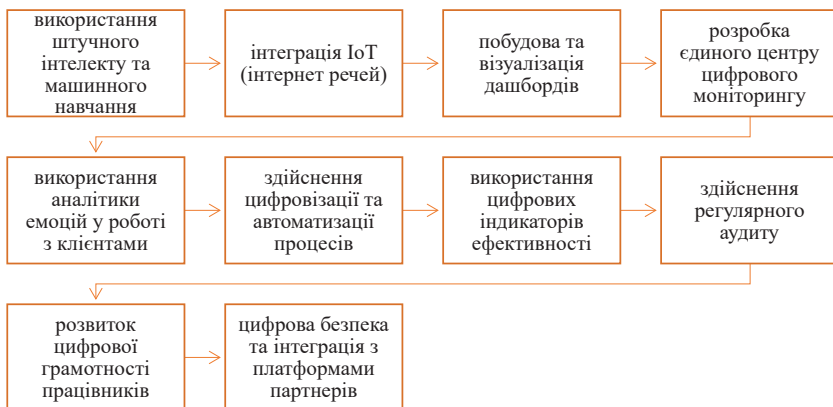 використання
штучного
інтелекту та
машинного
навчання
інтеграція ІоТ
(інтернет речей)
побудова та
візуалізація
дашбордів
розробка
єдиного центру
цифрового
моніторингу
використання
аналітики
емоцій у роботі
з клієнтами
здійснення
цифровізації та
автоматизації
процесів
використання
цифрових
індикаторів
ефективності
здійснення
регулярного
аудиту
розвиток
цифрової
грамотності
працівників
цифрова безпека
та інтеграція з
платформами
партнерів